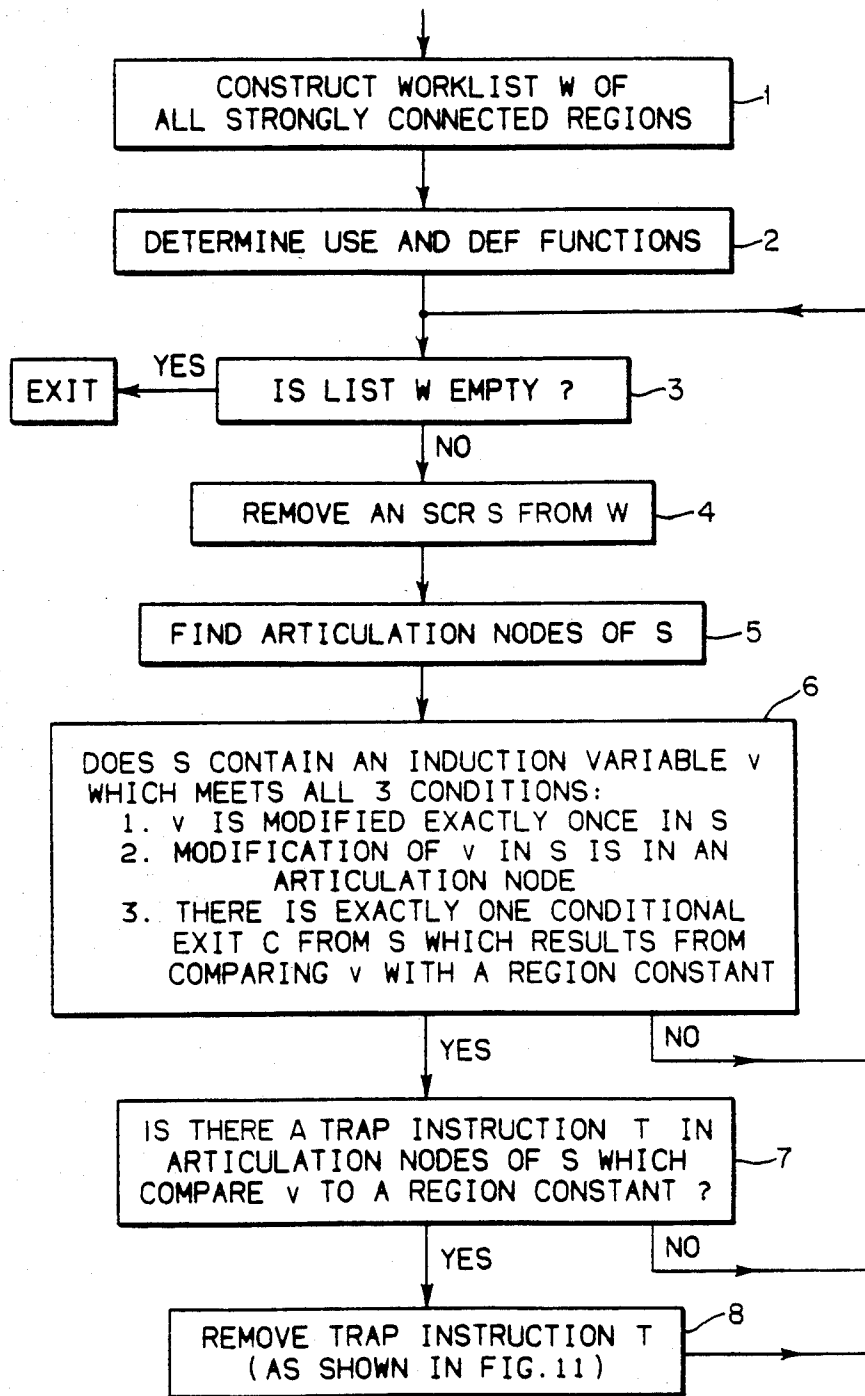 CONSTRUCT WORKLIST W OF
ALL STRONGLY CONNECTED REGIONS
1
DETERMINE USE AND DEF FUNCTIONS
2
EXIT
YES
IS LIST W EMPTY ?
3
NO
REMOVE AN SCR S FROM W
4
FIND ARTICULATION NODES OF S
5
6
DOES S CONTAIN AN INDUCTION VARIABLE v
WHICH MEETS ALL 3 CONDITIONS:
1. v IS MODIFIED EXACTLY ONCE IN S
2. MODIFICATION OF v IN S IS IN AN
ARTICULATION NODE
3. THERE IS EXACTLY ONE CONDITIONAL
EXIT C FROM S WHICH RESULTS FROM
COMPARING v WITH A REGION CONSTANT
YES
NO
IS THERE A TRAP INSTRUCTION T IN
ARTICULATION NODES OF S WHICH
COMPARE v TO A REGION CONSTANT ?
7
YES
NO
8
REMOVE TRAP INSTRUCTION T
(AS SHOWN IN FIG.11)